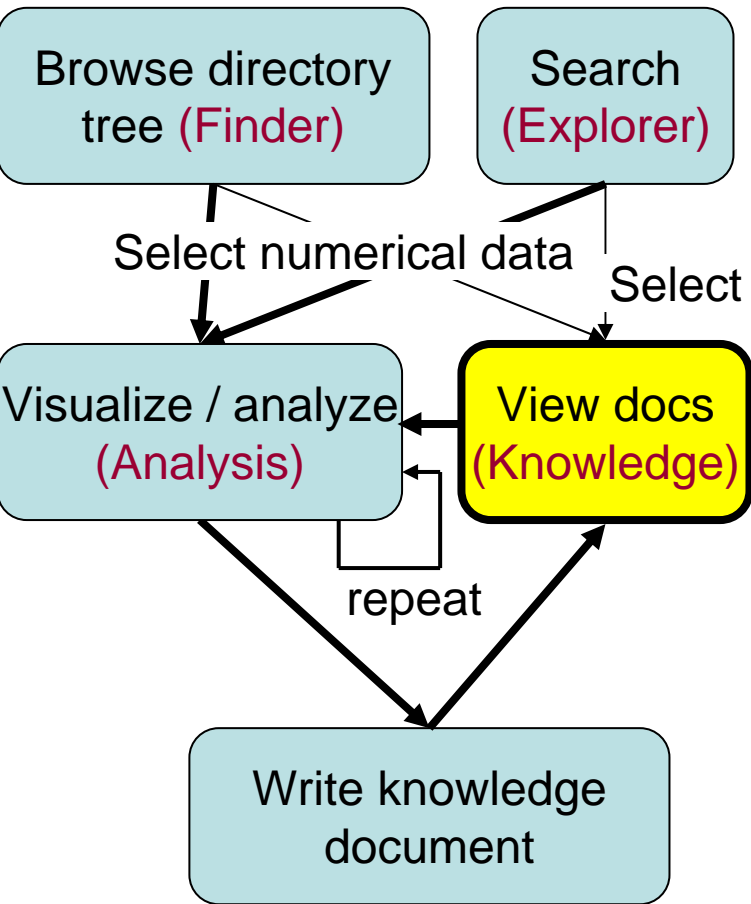 Browse directory
tree (Finder)
Search
(Explorer)
Select numerical data
Select
Visualize / analyze
(Analysis)
View docs
(Knowledge)
repeat
Write knowledge
document